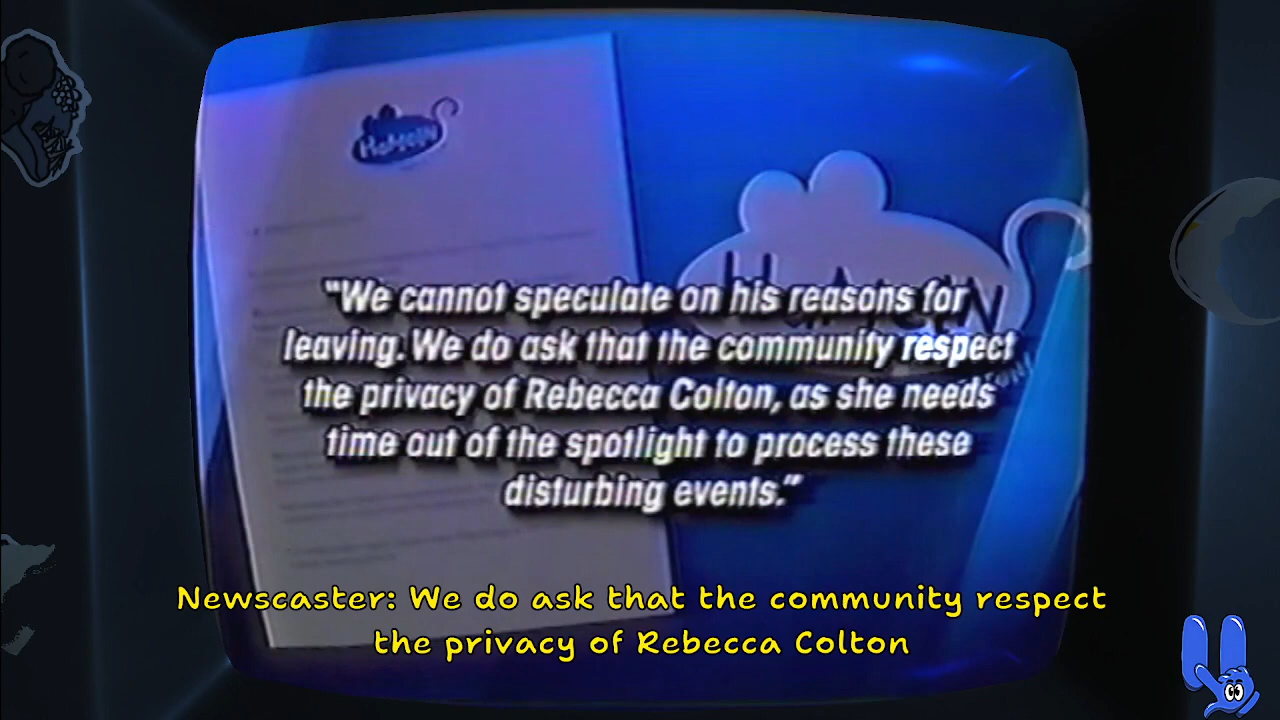 Hameln
"We cannot speculate on his reasons for
leaving. We do ask that the community respect
the privacy of Rebecca Colton, as she needs
time out of the spotlight to process these
disturbing events."
Newscaster: We do ask that the community respect
the privacy of Rebecca Colton